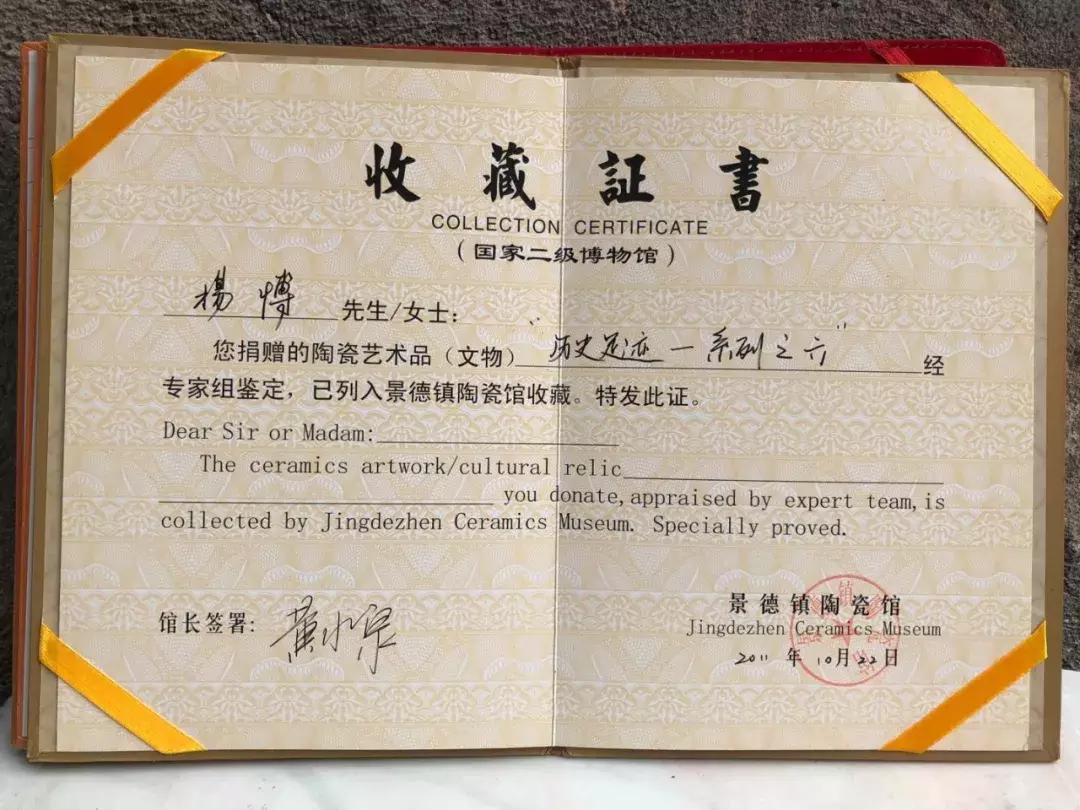 收藏証書
COLLECTION CERTIFICATE
（国家二级博物馆）
楊博 先生/女士：
您捐赠的陶瓷艺术品（文物）“历史足迹—系列之六”经
专家组鉴定，已列入景德镇陶瓷馆收藏。特发此证。
Dear Sir or Madam:
The ceramics artwork/cultural relic
you donate,appraised by expert team,is
collected by Jingdezhen Ceramics Museum. Specially proved.
馆长签署:
景德镇陶瓷馆
Jingdezhen Ceramics Museum
2011 年 10月22日